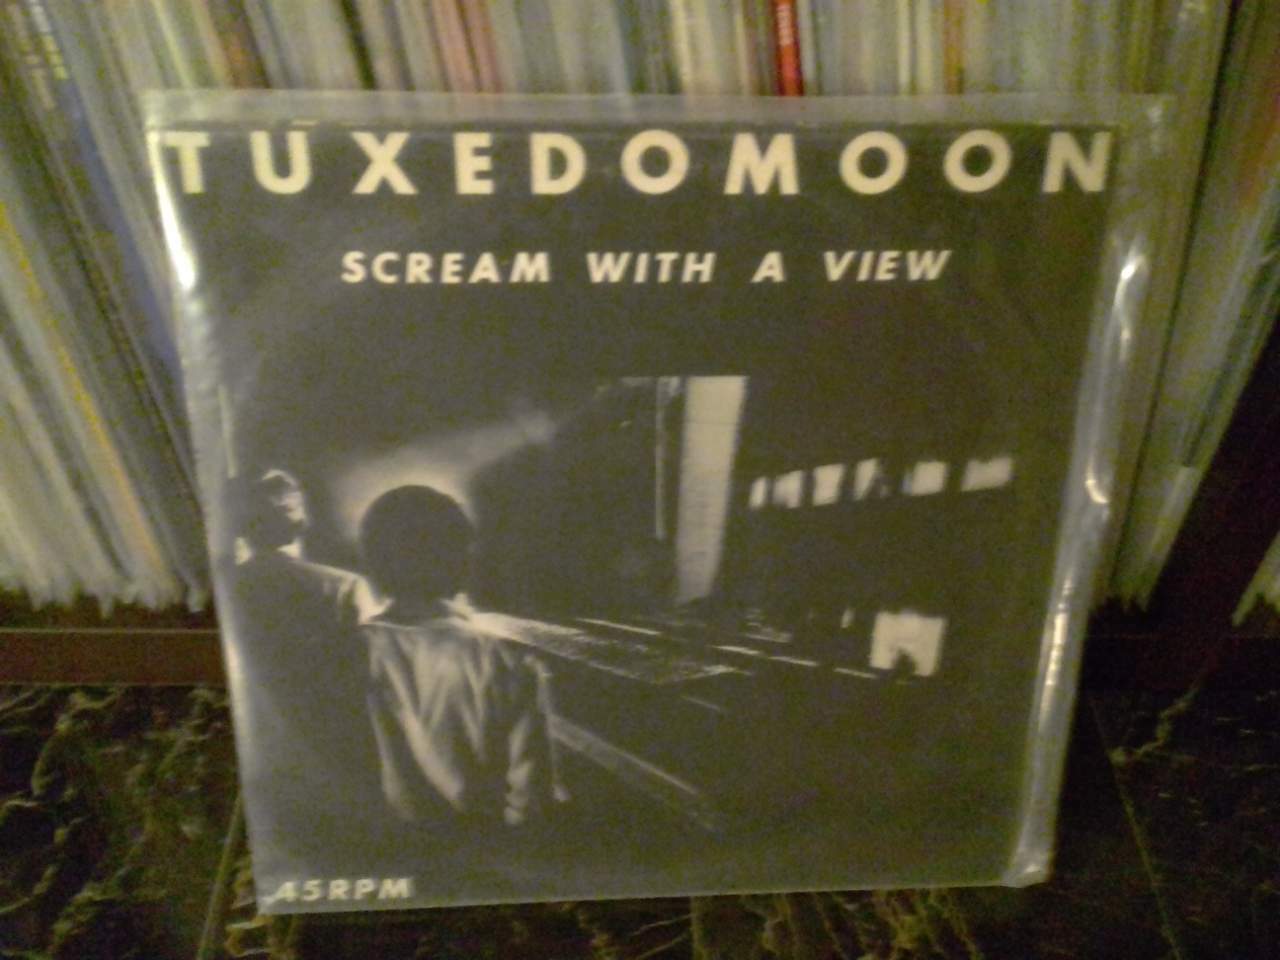 TUXEDOMOON
SCREAM WITH A VIEW
45RPM